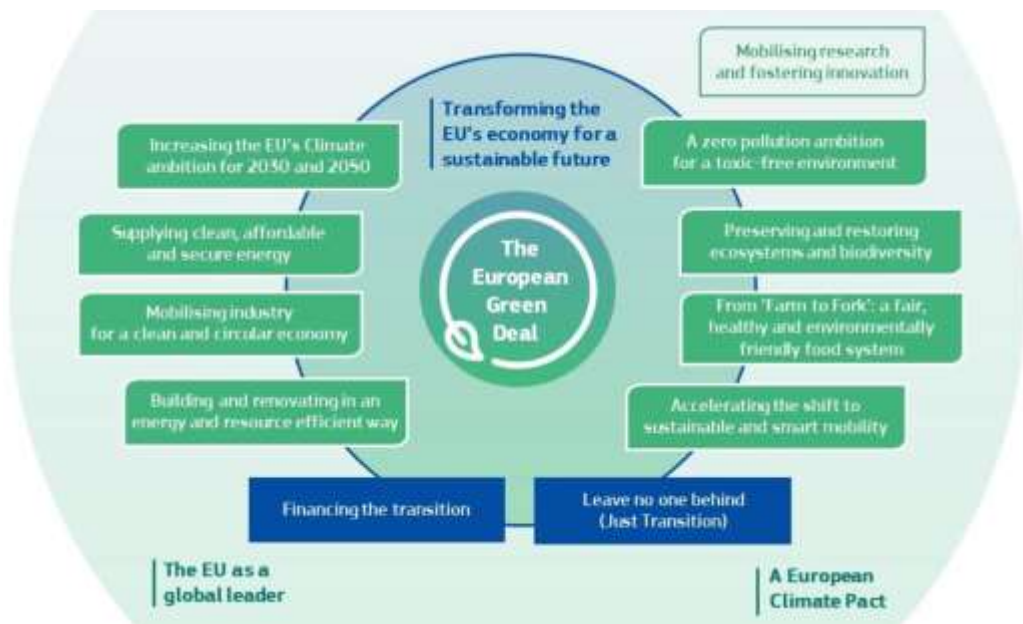 Mobilising research
and fostering innovation
Transforming the
EU's economy for a
sustainable future
Increasing the EU's Climate
ambition for 2030 and 2050
A zero pollution ambition
for a toxic-free environment
Supplying clean, affordable
and secure energy
Preserving and restoring
ecosystems and biodiversity
The
European
Green
Deal
Mobilising industry
for a clean and circular economy
From 'Farm to Fork': a fair,
healthy and environmentally
friendly food system
Building and renovating in an
energy and resource efficient way
Accelerating the shift to
sustainable and smart mobility
Financing the transition
Leave no one behind
(Just Transition)
The EU as a
global leader
A European
Climate Pact